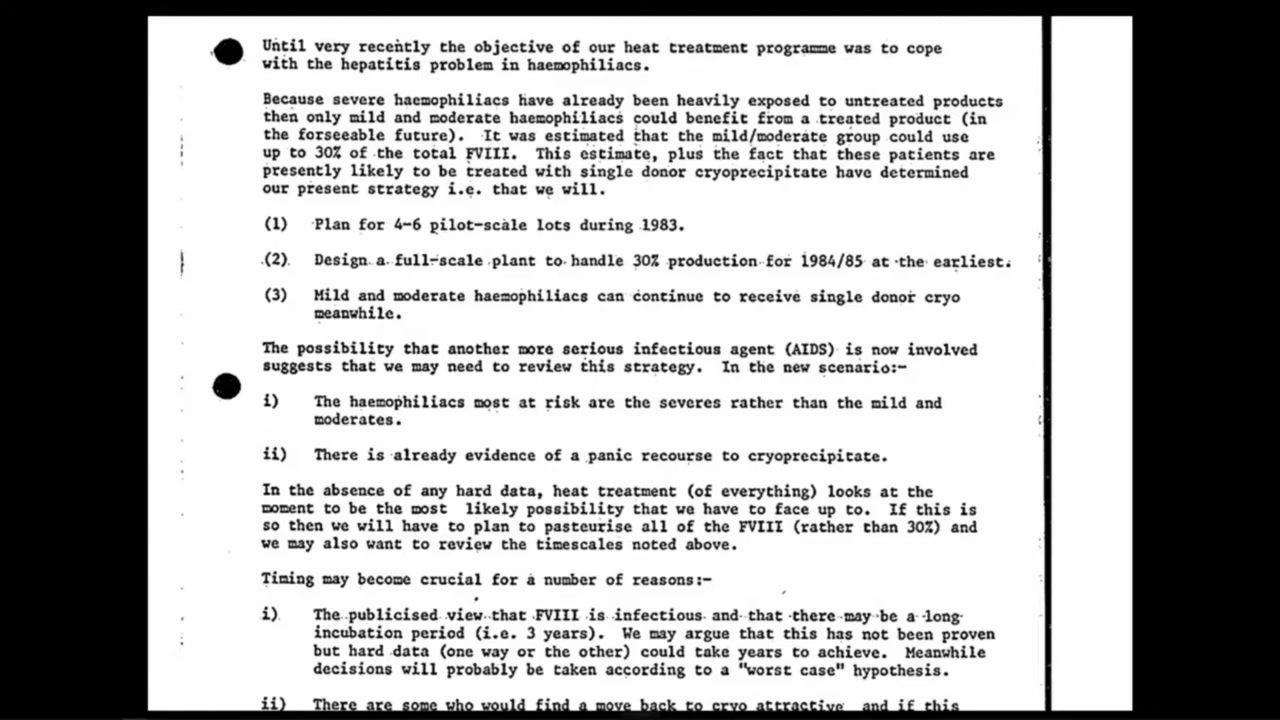 Until very recently the objective of our heat treatment programme was to cope
with the hepatitis problem in haemophiliacs.
Because severe haemophiliacs have already been heavily exposed to untreated products
then only mild and moderate haemophiliacs could benefit from a treated product (in
the forseeable future). It was estimated that the mild/moderate group could use
up to 30% of the total FVIII. This estimate, plus the fact that these patients are
presently likely to be treated with single donor cryoprecipitate have determined
our present strategy i.e. that we will.
(1) Plan for 4-6 pilot-scale lots during 1983.
(2) Design a full-scale plant to handle 30% production for 1984/85 at the earliest.
(3) Mild and moderate haemophiliacs can continue to receive single donor cryo
meanwhile.
The possibility that another more serious infectious agent (AIDS) is now involved
suggests that we may need to review this strategy. In the new scenario:-
i) The haemophiliacs most at risk are the severes rather than the mild and
moderates.
ii) There is already evidence of a panic recourse to cryoprecipitate.
In the absence of any hard data, heat treatment (of everything) looks at the
moment to be the most likely possibility that we have to face up to. If this is
so then we will have to plan to pasteurise all of the FVIII (rather than 30%) and
we may also want to review the timescales noted above.
Timing may become crucial for a number of reasons:-
i) The publicised view that FVIII is infectious and that there may be a long
incubation period (i.e. 3 years). We may argue that this has not been proven
but hard data (one way or the other) could take years to achieve. Meanwhile
decisions will probably be taken according to a "worst case" hypothesis.
ii) There are some who would find a move back to cryo attractive and if this